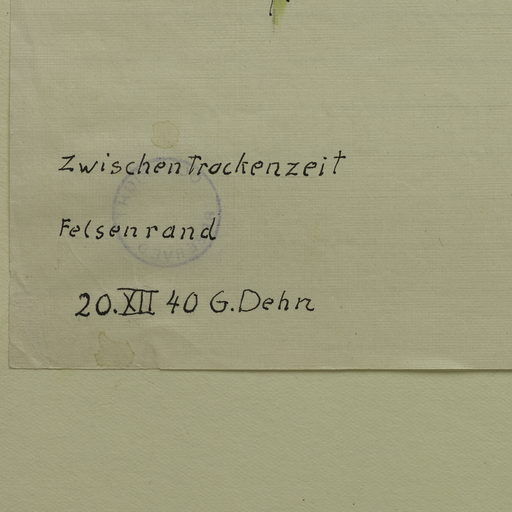 Zwischen Trockenzeit
Felsenrand
20.XII 40 G.Dehn